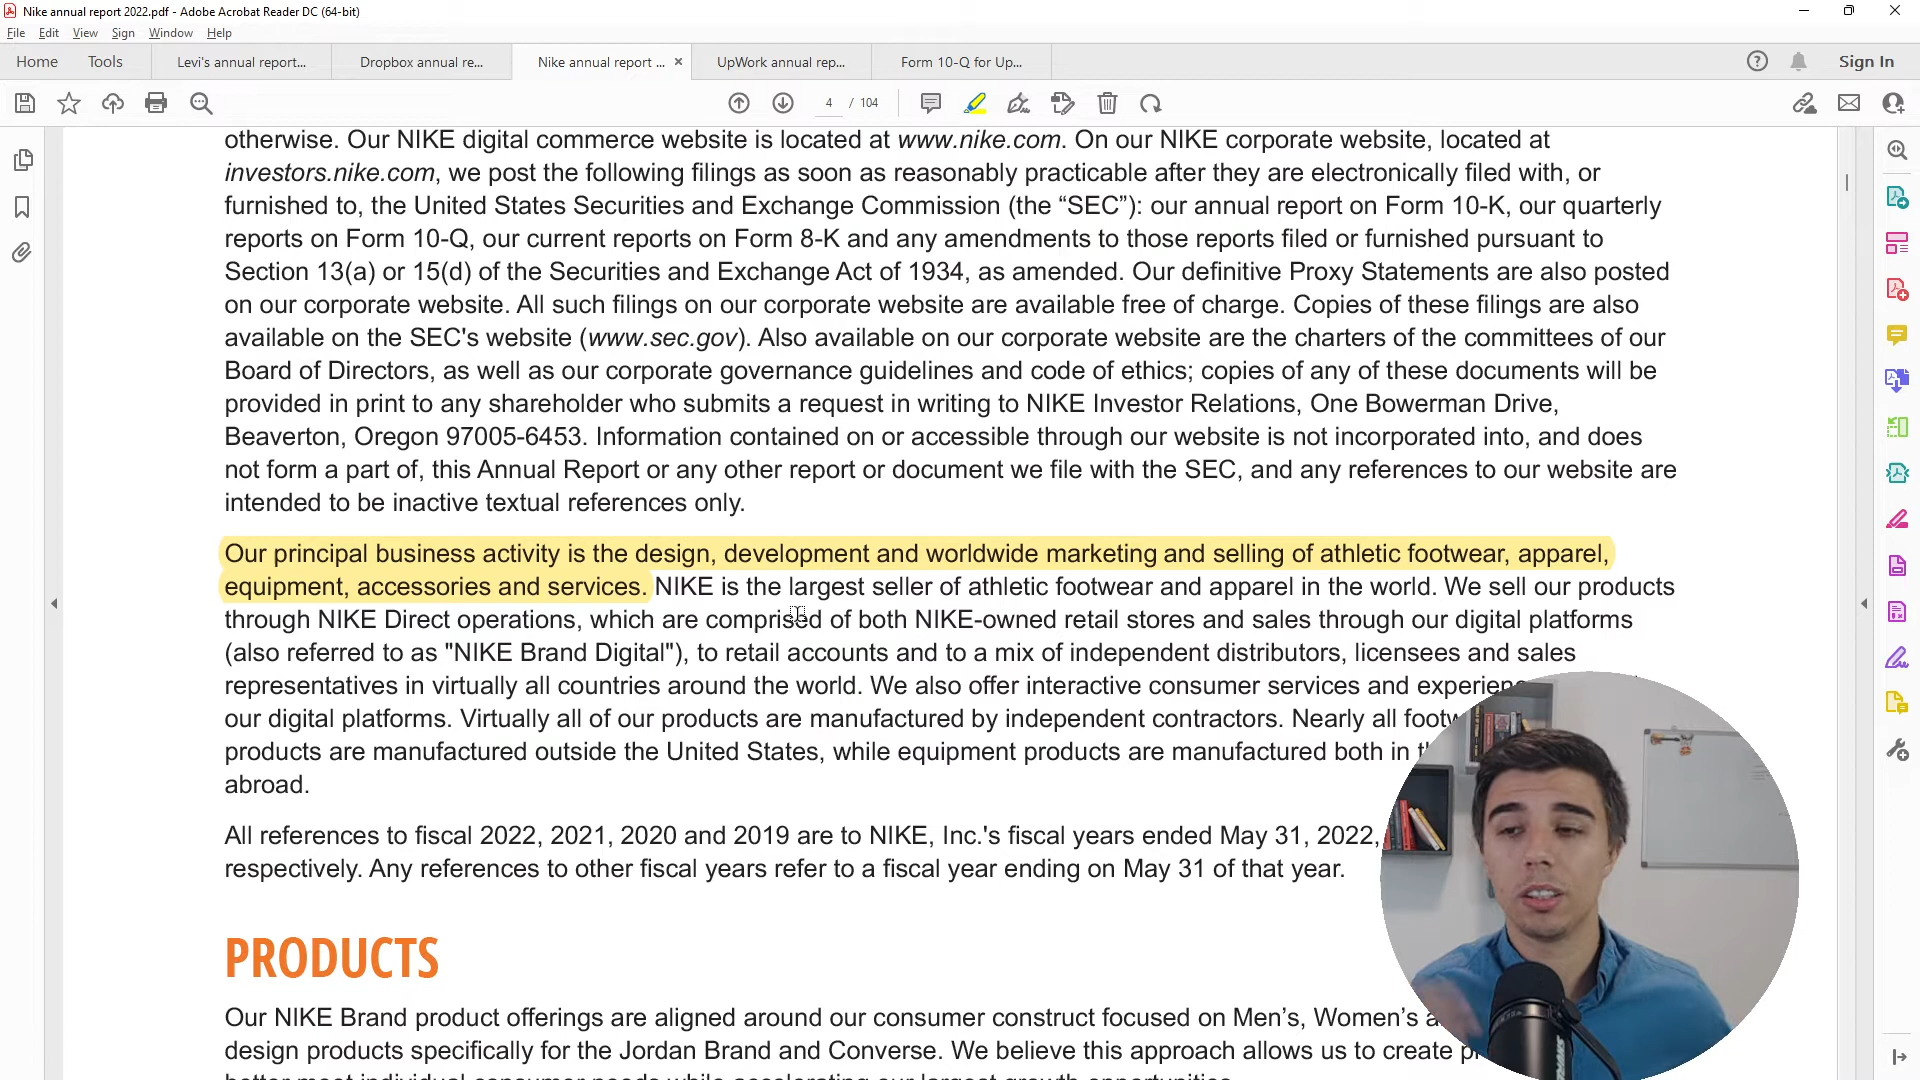 Nike annual report 2022.pdf - Adobe Acrobat Reader DC (64-bit)
File Edit View Sign Window Help
Home Tools Levi's annual report... Dropbox annual re... Nike annual report ... × UpWork annual rep... Form 10-Q for Up... Sign In
4 / 104
otherwise. Our NIKE digital commerce website is located at www.nike.com. On our NIKE corporate website, located at
investors.nike.com, we post the following filings as soon as reasonably practicable after they are electronically filed with, or
furnished to, the United States Securities and Exchange Commission (the “SEC”): our annual report on Form 10-K, our quarterly
reports on Form 10-Q, our current reports on Form 8-K and any amendments to those reports filed or furnished pursuant to
Section 13(a) or 15(d) of the Securities and Exchange Act of 1934, as amended. Our definitive Proxy Statements are also posted
on our corporate website. All such filings on our corporate website are available free of charge. Copies of these filings are also
available on the SEC's website (www.sec.gov). Also available on our corporate website are the charters of the committees of our
Board of Directors, as well as our corporate governance guidelines and code of ethics; copies of any of these documents will be
provided in print to any shareholder who submits a request in writing to NIKE Investor Relations, One Bowerman Drive,
Beaverton, Oregon 97005-6453. Information contained on or accessible through our website is not incorporated into, and does
not form a part of, this Annual Report or any other report or document we file with the SEC, and any references to our website are
intended to be inactive textual references only.
Our principal business activity is the design, development and worldwide marketing and selling of athletic footwear, apparel,
equipment, accessories and services. NIKE is the largest seller of athletic footwear and apparel in the world. We sell our products
through NIKE Direct operations, which are comprised of both NIKE-owned retail stores and sales through our digital platforms
(also referred to as "NIKE Brand Digital"), to retail accounts and to a mix of independent distributors, licensees and sales
representatives in virtually all countries around the world. We also offer interactive consumer services and
our digital platforms. Virtually all of our products are manufactured by independent contractors. Nearly all
products are manufactured outside the United States, while equipment products are manufactured both in
abroad.
All references to fiscal 2022, 2021, 2020 and 2019 are to NIKE, Inc.'s fiscal years ended May 31, 2022,
respectively. Any references to other fiscal years refer to a fiscal year ending on May 31 of that year.
PRODUCTS
Our NIKE Brand product offerings are aligned around our consumer construct focused on Men’s, Women’s
design products specifically for the Jordan Brand and Converse. We believe this approach allows us to create
better meet individual consumer needs while accelerating our largest growth opportunities.